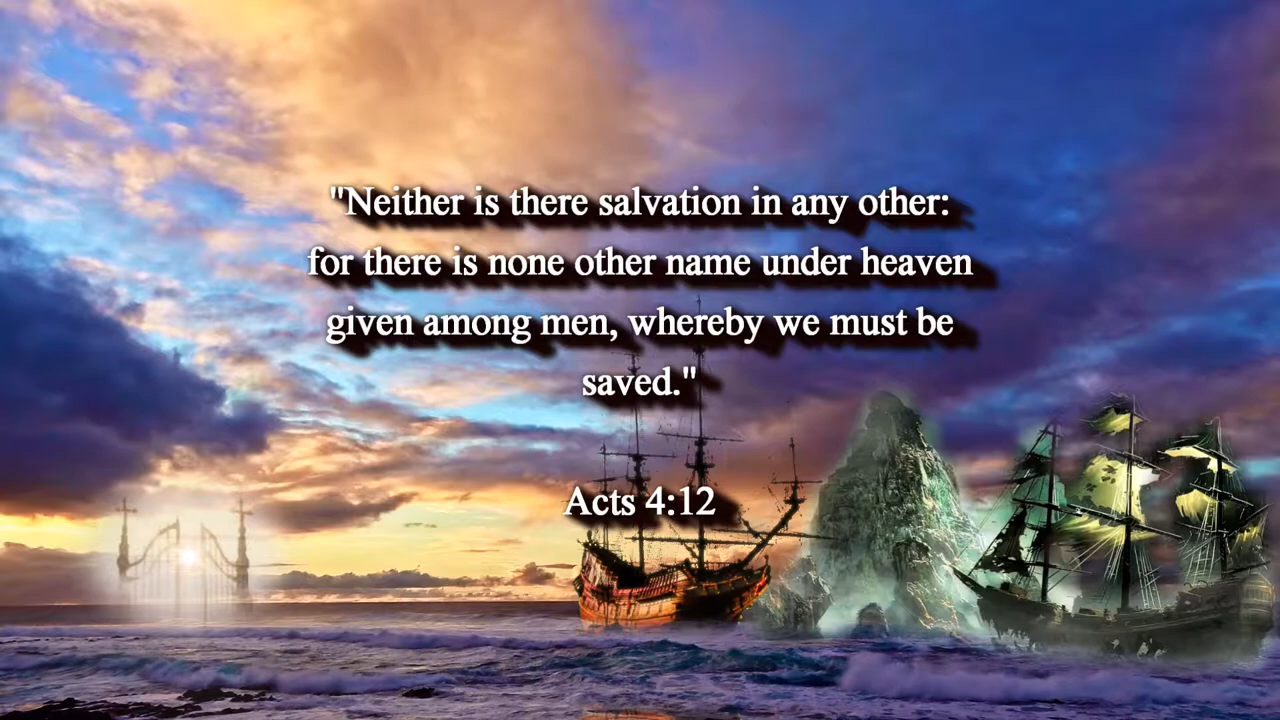 "Neither is there salvation in any other:
for there is none other name under heaven
given among men, whereby we must be
saved."
Acts 4:12